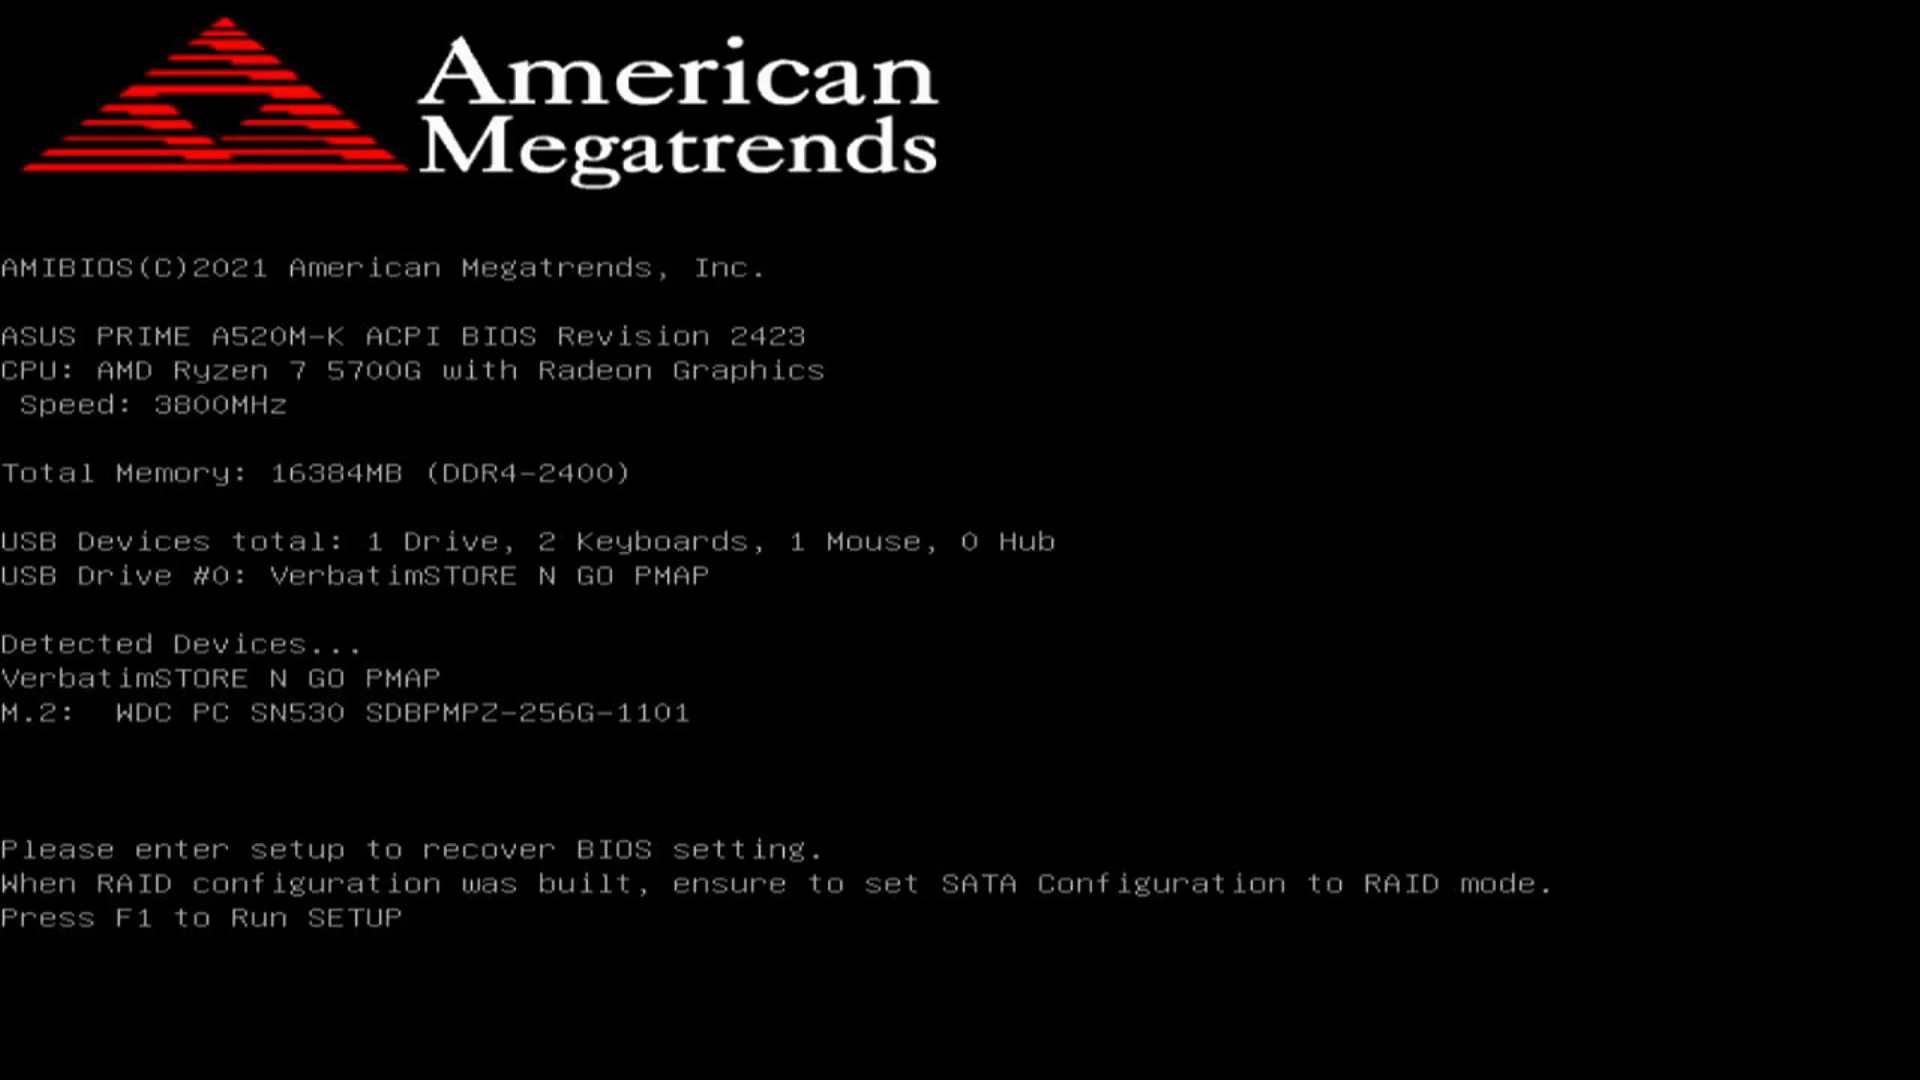 American
Megatrends
AMIBIOS(C)2021 American Megatrends, Inc.
ASUS PRIME A520M-K ACPI BIOS Revision 2423
CPU: AMD Ryzen 7 5700G with Radeon Graphics
Speed: 3800MHz
Total Memory: 16384MB (DDR4-2400)
USB Devices total: 1 Drive, 2 Keyboards, 1 Mouse, 0 Hub
USB Drive #0: VerbatimSTORE N GO PMAP
Detected Devices...
VerbatimSTORE N GO PMAP
M.2:  WDC PC SN530 SDBPMPZ-256G-1101
Please enter setup to recover BIOS setting.
When RAID configuration was built, ensure to set SATA Configuration to RAID mode.
Press F1 to Run SETUP